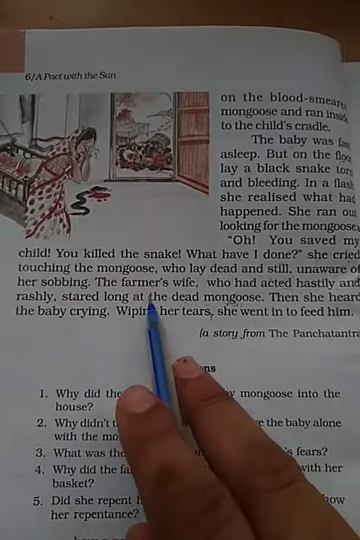 6/A Pact with the Sun
on the blood-smeared
mongoose and ran inside
to the child's cradle.
The baby was fast
asleep. But on the floor
lay a black snake torn
and bleeding. In a flash
she realised what had
happened. She ran out
looking for the mongoose.
"Oh! You saved my
child! You killed the snake! What have I done?" she cried
touching the mongoose, who lay dead and still, unaware of
her sobbing. The farmer's wife, who had acted hastily and
rashly, stared long at the dead mongoose. Then she heard
the baby crying. Wiping her tears, she went in to feed him.
(a story from The Panchatantra
1. Why did the mongoose into the
house?
2. Why didn't the baby alone
with the
3. What was the fears?
4. Why did the with her
basket?
5. Did she repent
her repentance?